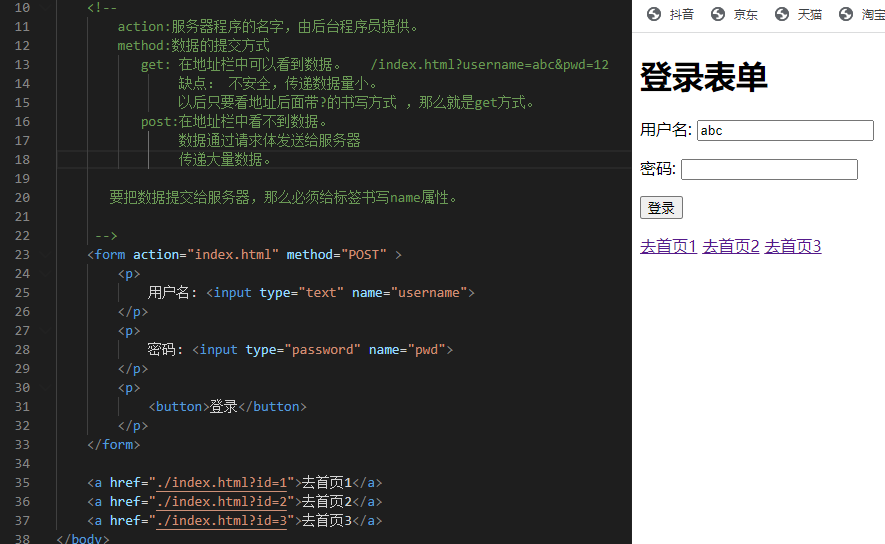 10 <!--
11 action:服务器程序的名字，由后台程序员提供。
12 method:数据的提交方式
13 get: 在地址栏中可以看到数据。 /index.html?username=abc&pwd=12
14 缺点： 不安全，传递数据量小。
15 以后只要看地址后面带?的书写方式 ，那么就是get方式。
16 post:在地址栏中看不到数据。
17 数据通过请求体发送给服务器
18 传递大量数据。
19
20 要把数据提交给服务器，那么必须给标签书写name属性。
21
22 -->
23 <form action="index.html" method="POST" >
24 <p>
25 用户名: <input type="text" name="username">
26 </p>
27 <p>
28 密码: <input type="password" name="pwd">
29 </p>
30 <p>
31 <button>登录</button>
32 </p>
33 </form>
34
35 <a href="./index.html?id=1">去首页1</a>
36 <a href="./index.html?id=2">去首页2</a>
37 <a href="./index.html?id=3">去首页3</a>
38 </body>
抖音 京东 天猫 淘宝
登录表单
用户名: abc
密码:
登录
去首页1 去首页2 去首页3